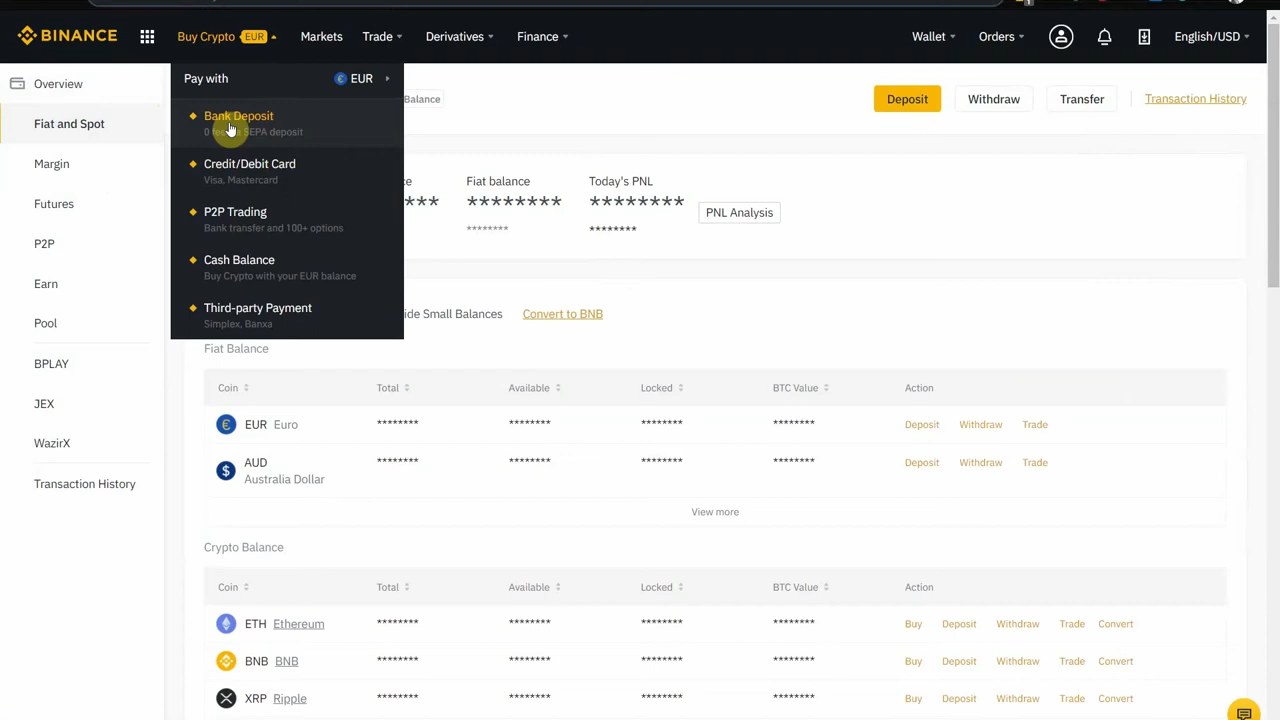 BINANCE
Buy Crypto EUR
Markets
Trade
Derivatives
Finance
Wallet
Orders
English/USD
Overview
Fiat and Spot
Margin
Futures
P2P
Earn
Pool
BPLAY
JEX
WazirX
Transaction History
Pay with
EUR
Bank Deposit
SEPA deposit
Credit/Debit Card
Visa, Mastercard
P2P Trading
Bank transfer and 100+ options
Cash Balance
Buy Crypto with your EUR balance
Third-party Payment
Simplex, Banxa
Balance
Deposit
Withdraw
Transfer
Transaction History
Fiat balance
Today's PNL
*** ******** ********
PNL Analysis
******** ********
Small Balances
Convert to BNB
Fiat Balance
Coin Total Available Locked BTC Value Action
EUR Euro ******** ******** ******** ******** Deposit Withdraw Trade
AUD ******** ******** ******** ******** Deposit Withdraw Trade
Australia Dollar
View more
Crypto Balance
Coin Total Available Locked BTC Value Action
ETH Ethereum ******** ******** ******** ******** Buy Deposit Withdraw Trade Convert
BNB BNB ******** ******** ******** ******** Buy Deposit Withdraw Trade Convert
XRP Ripple ******** ******** ******** ******** Buy Deposit Withdraw Trade Convert